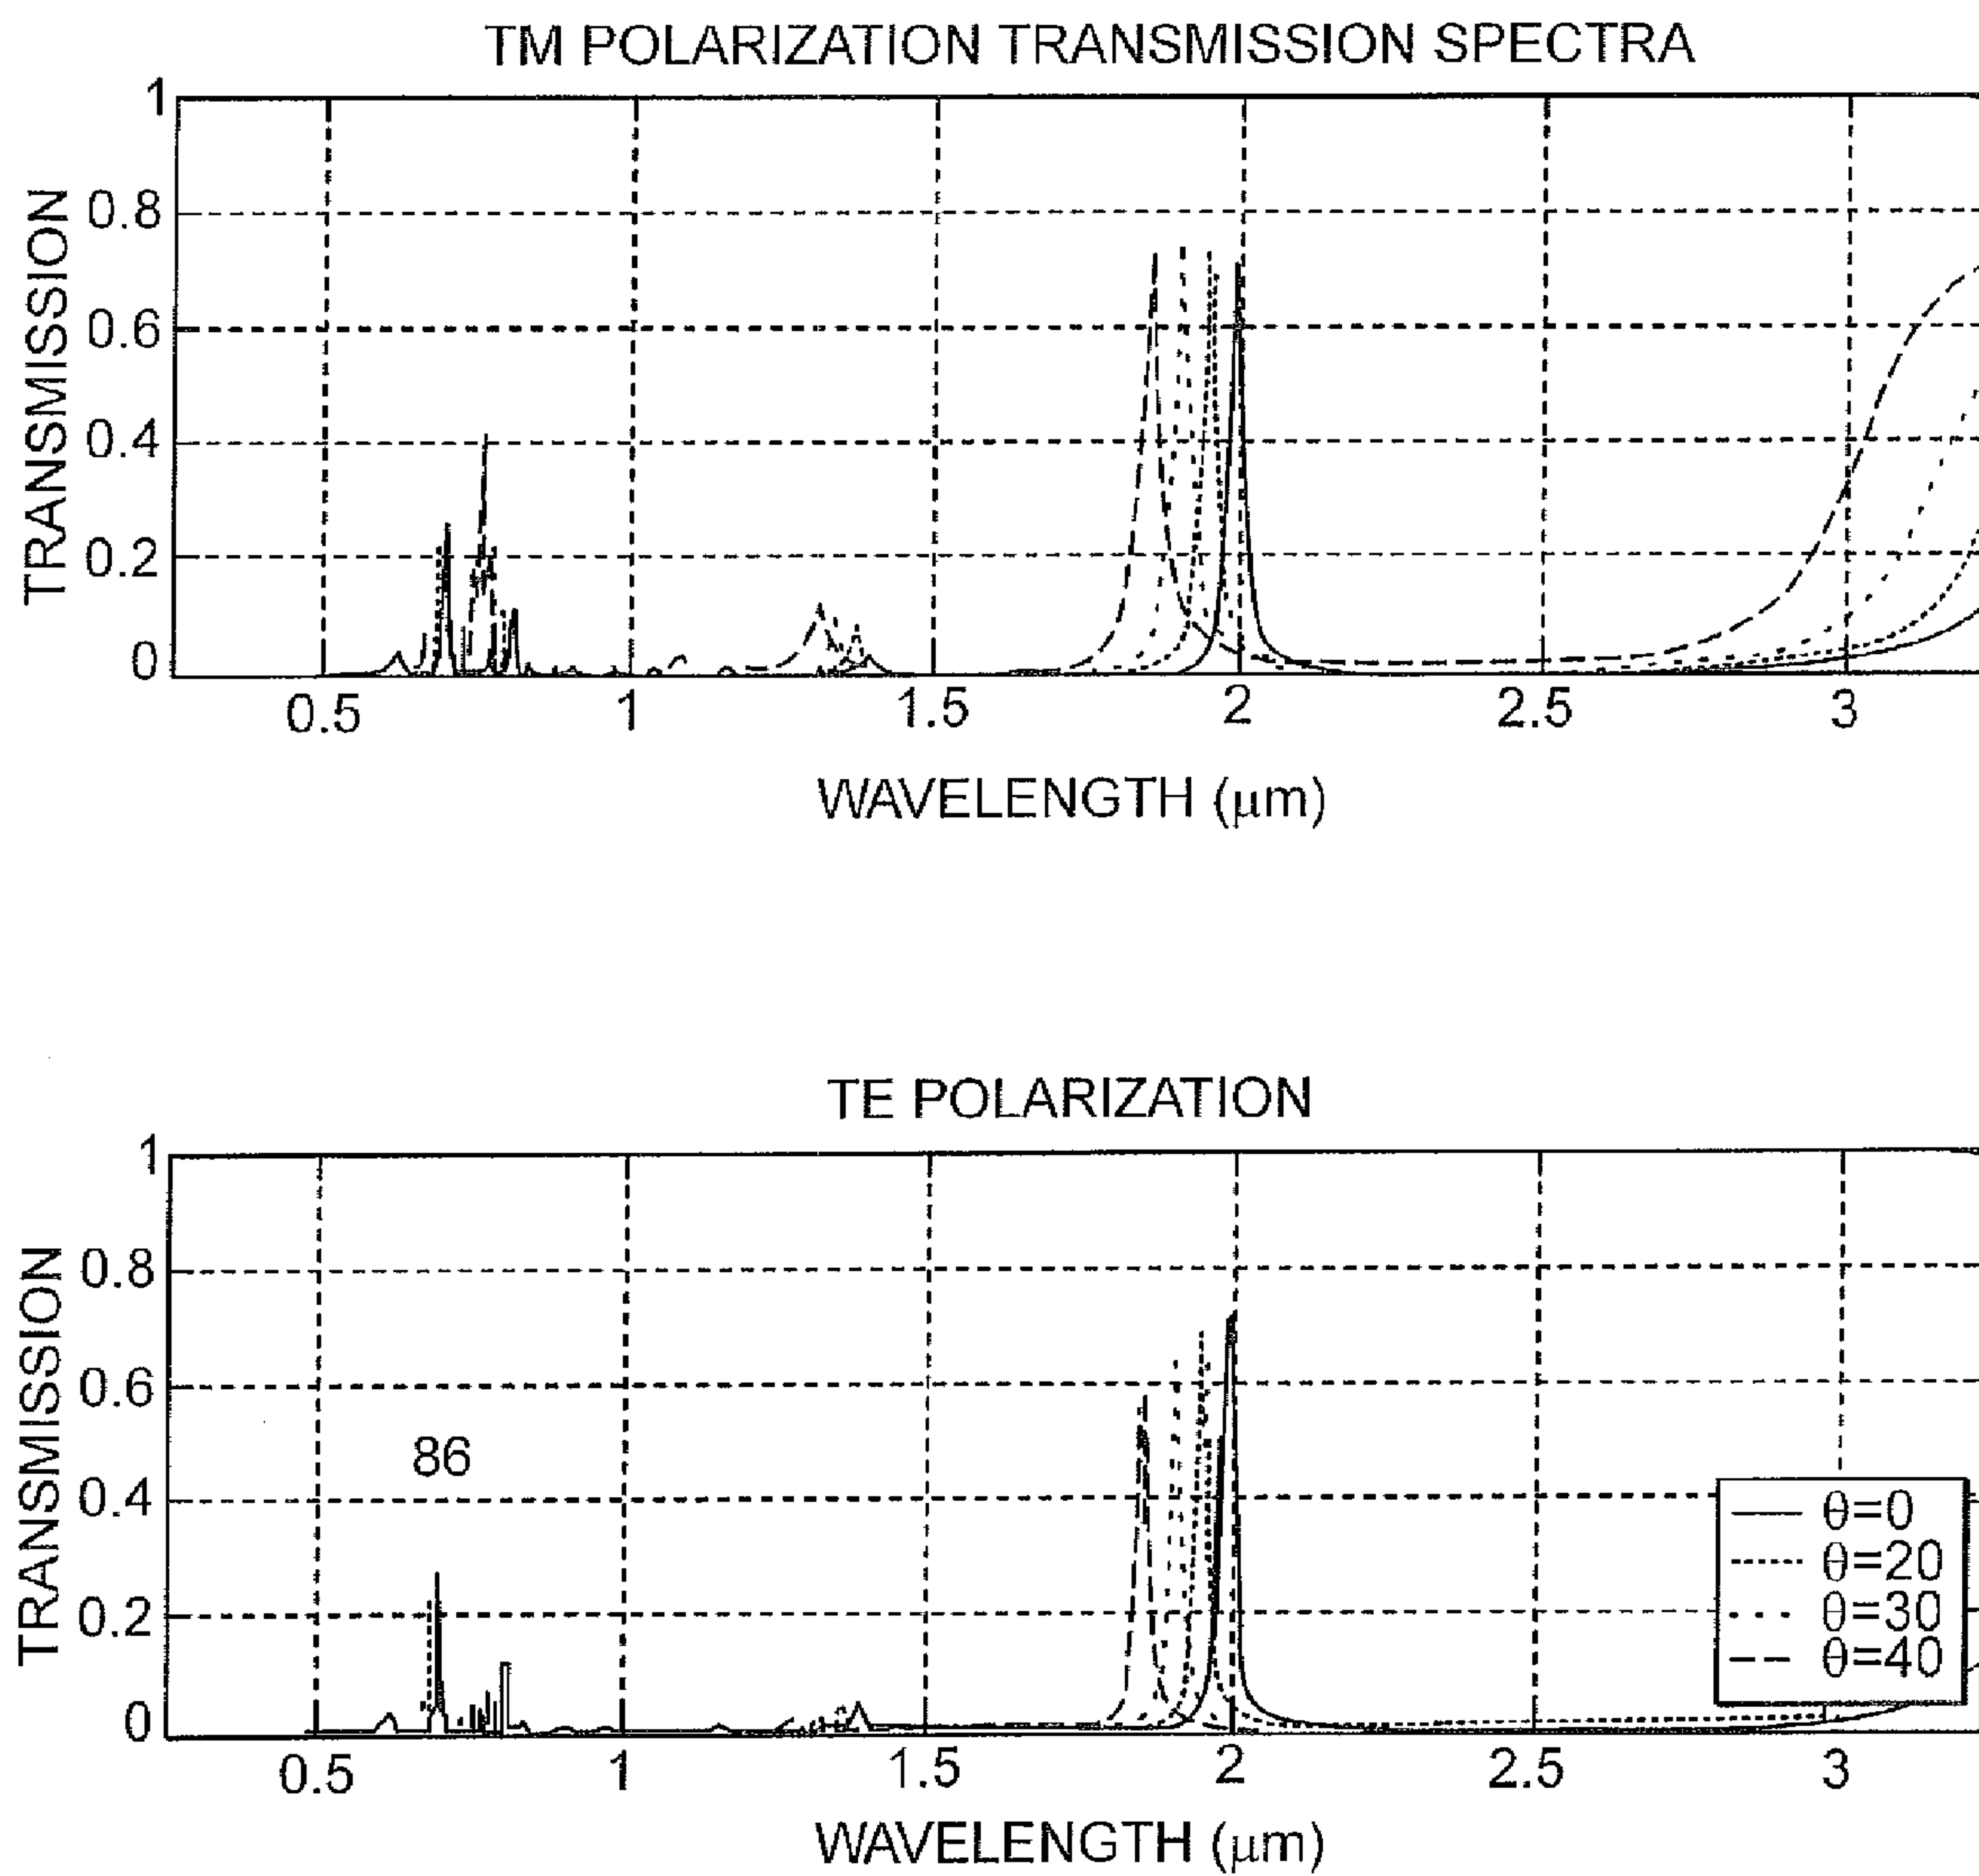 TM POLARIZATION TRANSMISSION SPECTRA
TRANSMISSION
1
0.8
0.6
0.4
0.2
0
0.5 1 1.5 2 2.5 3
WAVELENGTH (μm)
TE POLARIZATION
TRANSMISSION
1
0.8
0.6
0.4
0.2
0
86
θ=0
θ=20
θ=30
θ=40
0.5 1 1.5 2 2.5 3
WAVELENGTH (μm)